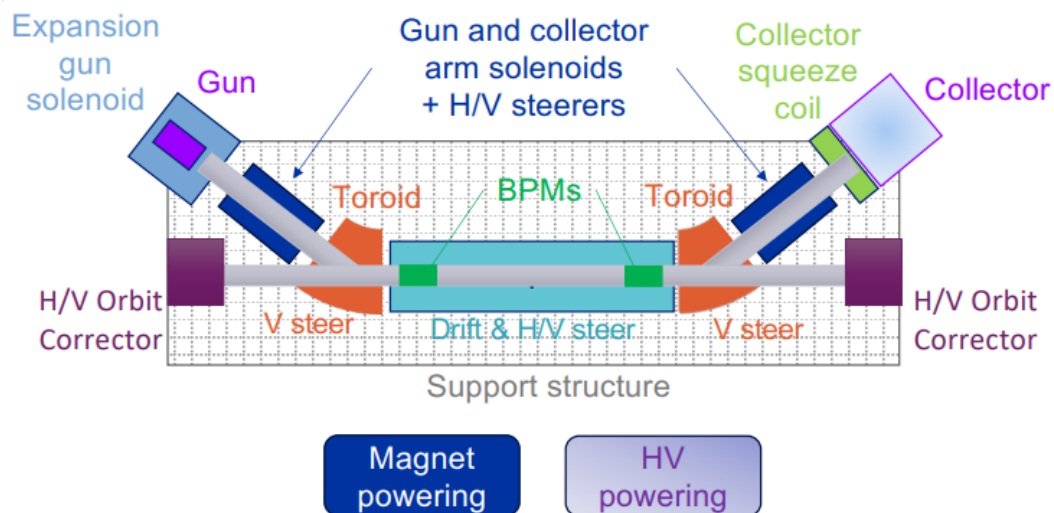 Expansion
gun
solenoid
Gun
Gun and collector
arm solenoids
+ H/V steerers
Collector
squeeze
coil
Collector
Toroid
BPMs
Toroid
H/V Orbit
Corrector
V steer
Drift & H/V steer
V steer
H/V Orbit
Corrector
Support structure
Magnet
powering
HV
powering